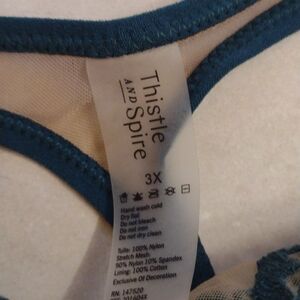 Thistle
AND Spire
3X
Hand wash cold
Dry flat
Do not bleach
Do not iron
Do not dry clean
Tulle: 100% Nylon
Stretch Mesh:
90% Nylon 10% Spandex
Lining: 100% Cotton
Exclusive Of Decoration
RN: 147520
201604X